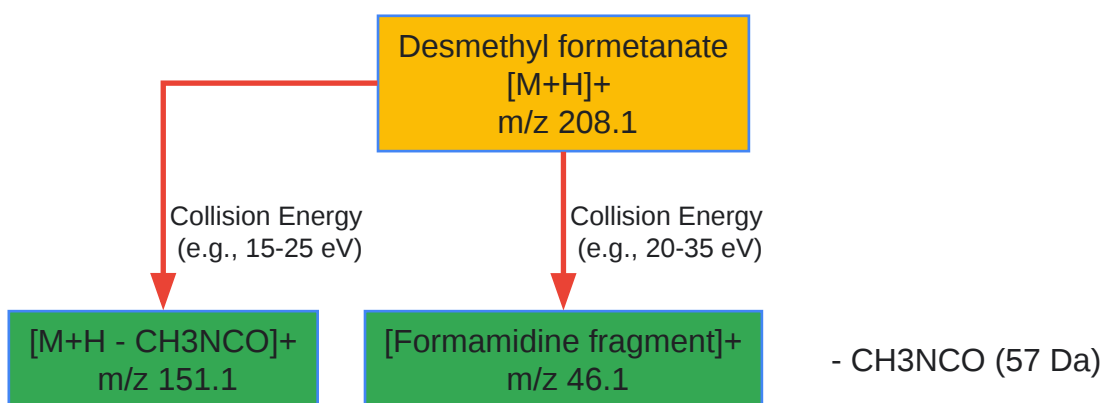 Desmethyl formetanate
[M+H]+
m/z 208.1
Collision Energy
(e.g., 15-25 eV)
Collision Energy
(e.g., 20-35 eV)
[M+H - CH3NCO]+
m/z 151.1
[Formamidine fragment]+
m/z 46.1
- CH3NCO (57 Da)